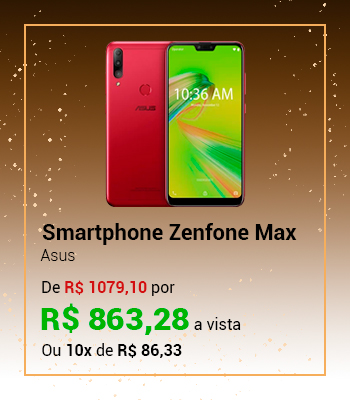 ASUS
10:36 AM
Smartphone Zenfone Max
Asus
De R$ 1079,10 por
R$ 863,28 a vista
Ou 10x de R$ 86,33